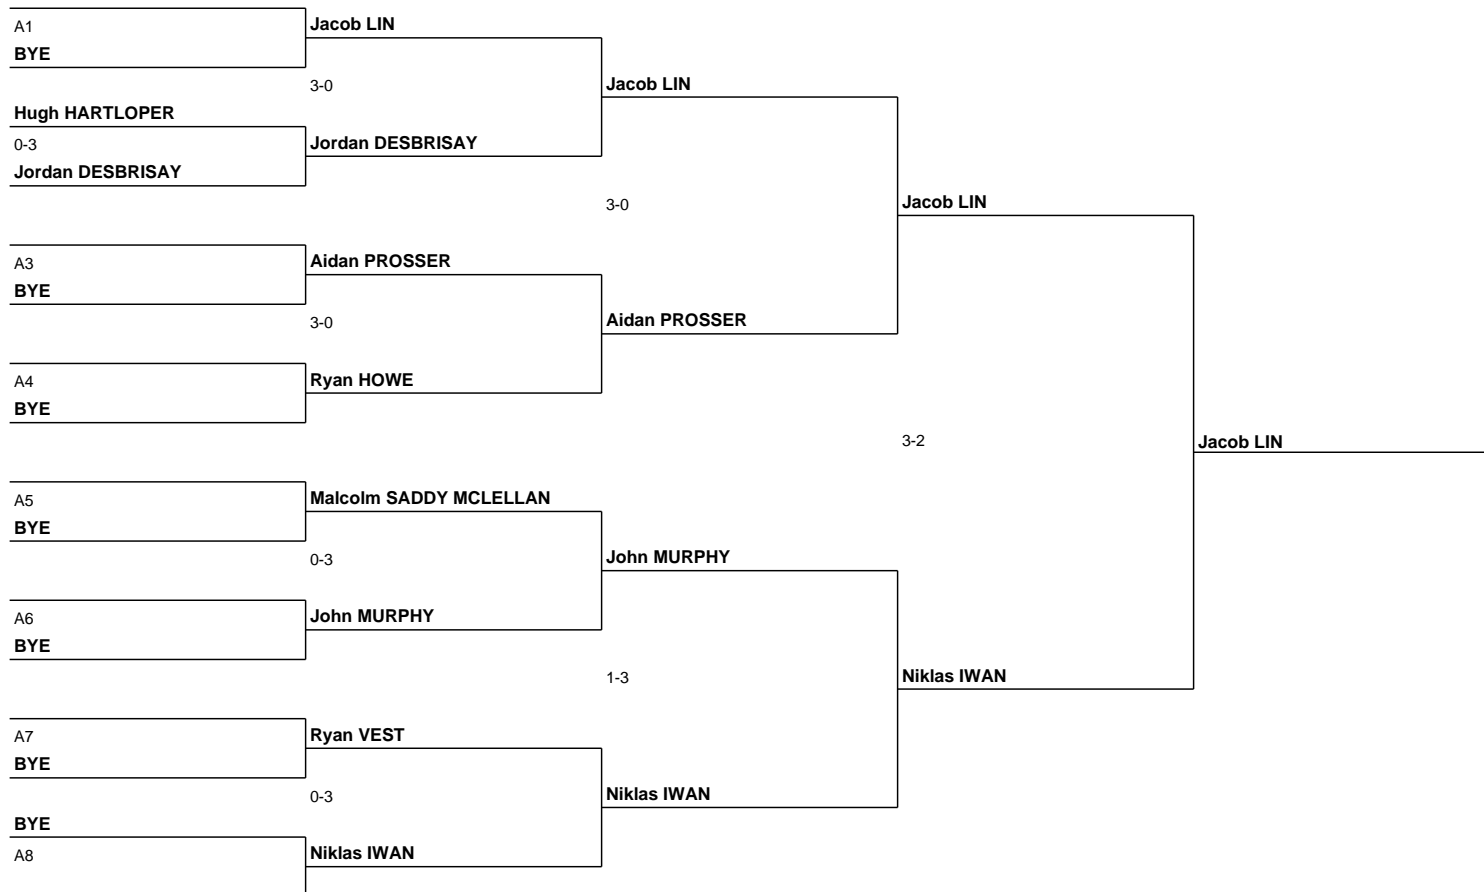 A1
BYE
Jacob LIN
3-0
Jacob LIN
Hugh HARTLOPER
0-3
Jordan DESBRISAY
Jordan DESBRISAY
3-0
Jacob LIN
A3
BYE
Aidan PROSSER
3-0
Aidan PROSSER
A4
BYE
Ryan HOWE
3-2
Jacob LIN
A5
BYE
Malcolm SADDY MCLELLAN
0-3
John MURPHY
A6
BYE
John MURPHY
1-3
Niklas IWAN
A7
BYE
Ryan VEST
0-3
Niklas IWAN
BYE
A8
Niklas IWAN